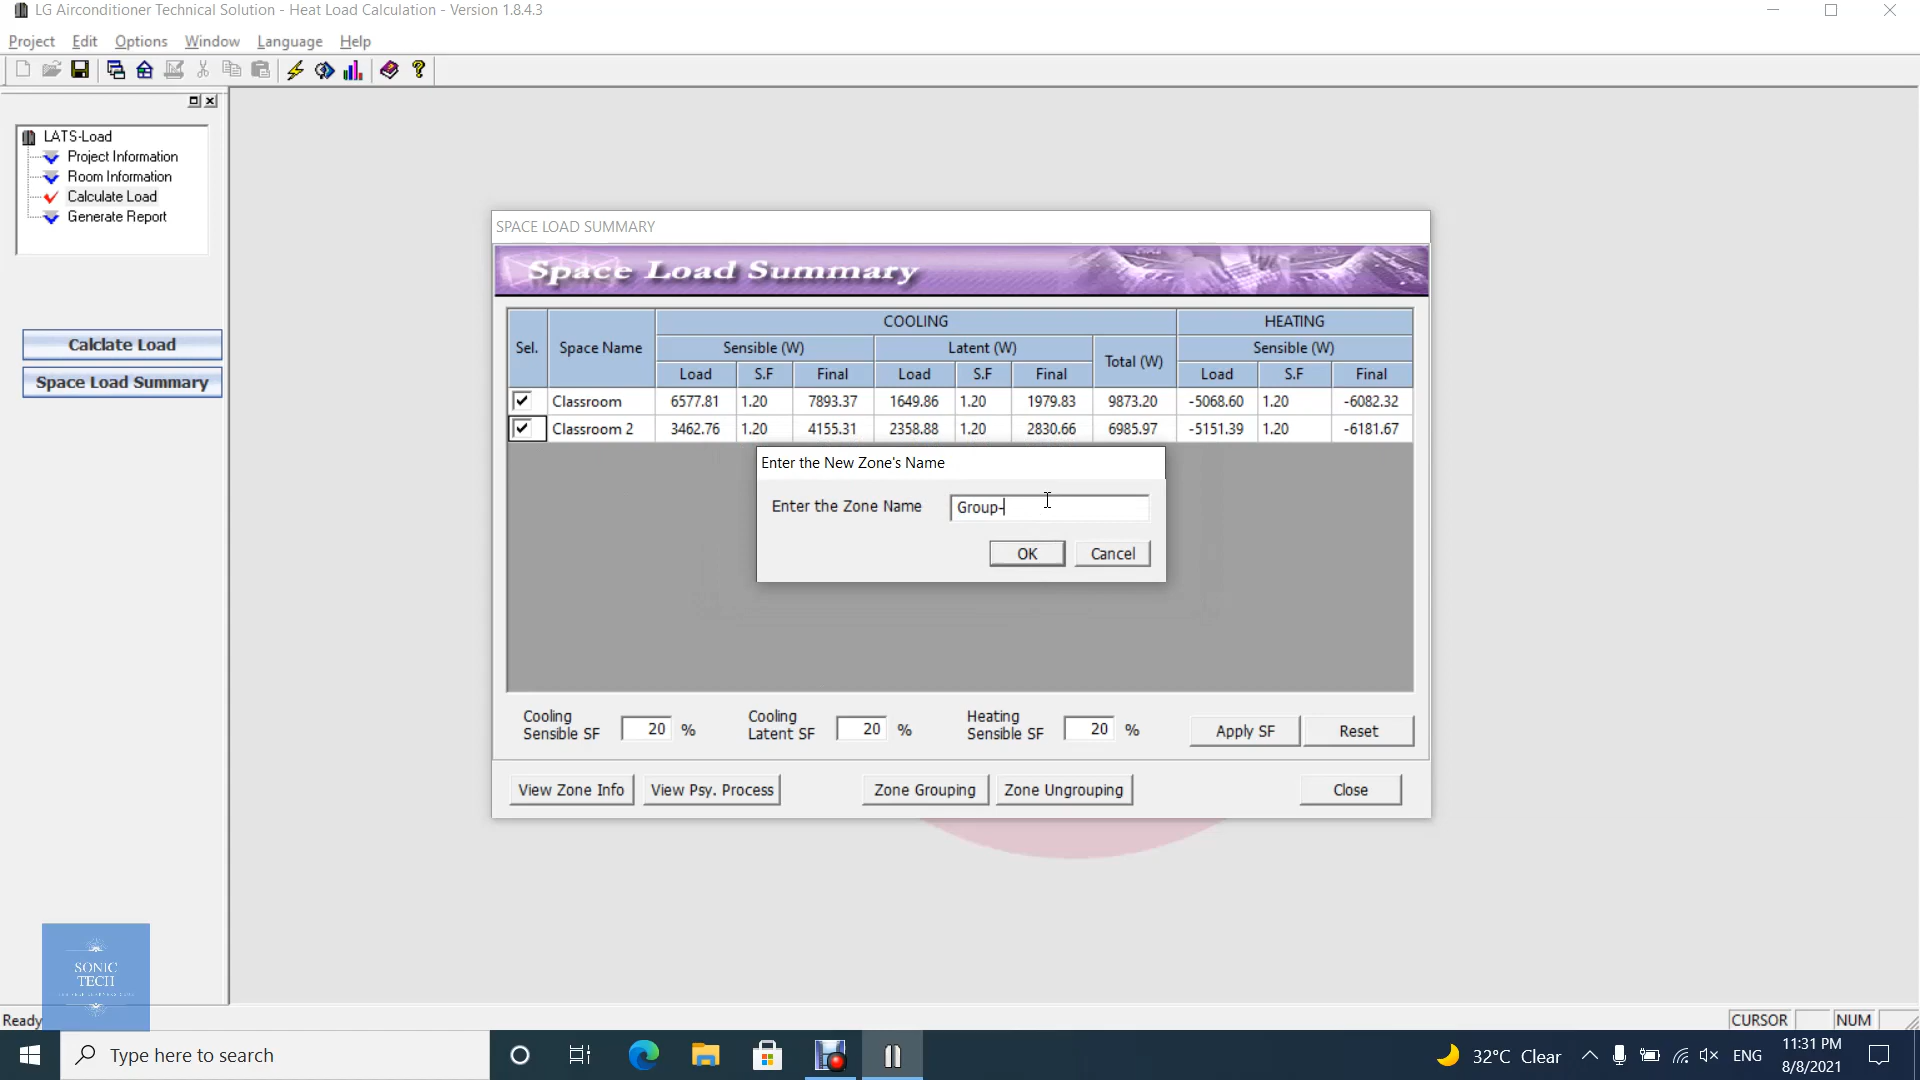 LG Airconditioner Technical Solution - Heat Load Calculation - Version 1.8.4.3
Project Edit Options Window Language Help
LATS-Load
Project Information
Room Information
Calculate Load
Generate Report
Calclate Load
Space Load Summary
SPACE LOAD SUMMARY
Space Load Summary
Sel. Space Name COOLING HEATING
Sensible (W) Latent (W) Total (W) Sensible (W)
Load S.F Final Load S.F Final Load S.F Final
Classroom 6577.81 1.20 7893.37 1649.86 1.20 1979.83 9873.20 -5068.60 1.20 -6082.32
Classroom 2 3462.76 1.20 4155.31 2358.88 1.20 2830.66 6985.97 -5151.39 1.20 -6181.67
Enter the New Zone's Name
Enter the Zone Name Group-
OK Cancel
Cooling Sensible SF 20 % Cooling Latent SF 20 % Heating Sensible SF 20 % Apply SF Reset
View Zone Info View Psy. Process Zone Grouping Zone Ungrouping Close
SONIC
TECH
Ready CURSOR NUM
Type here to search 32°C Clear ENG 11:31 PM
8/8/2021